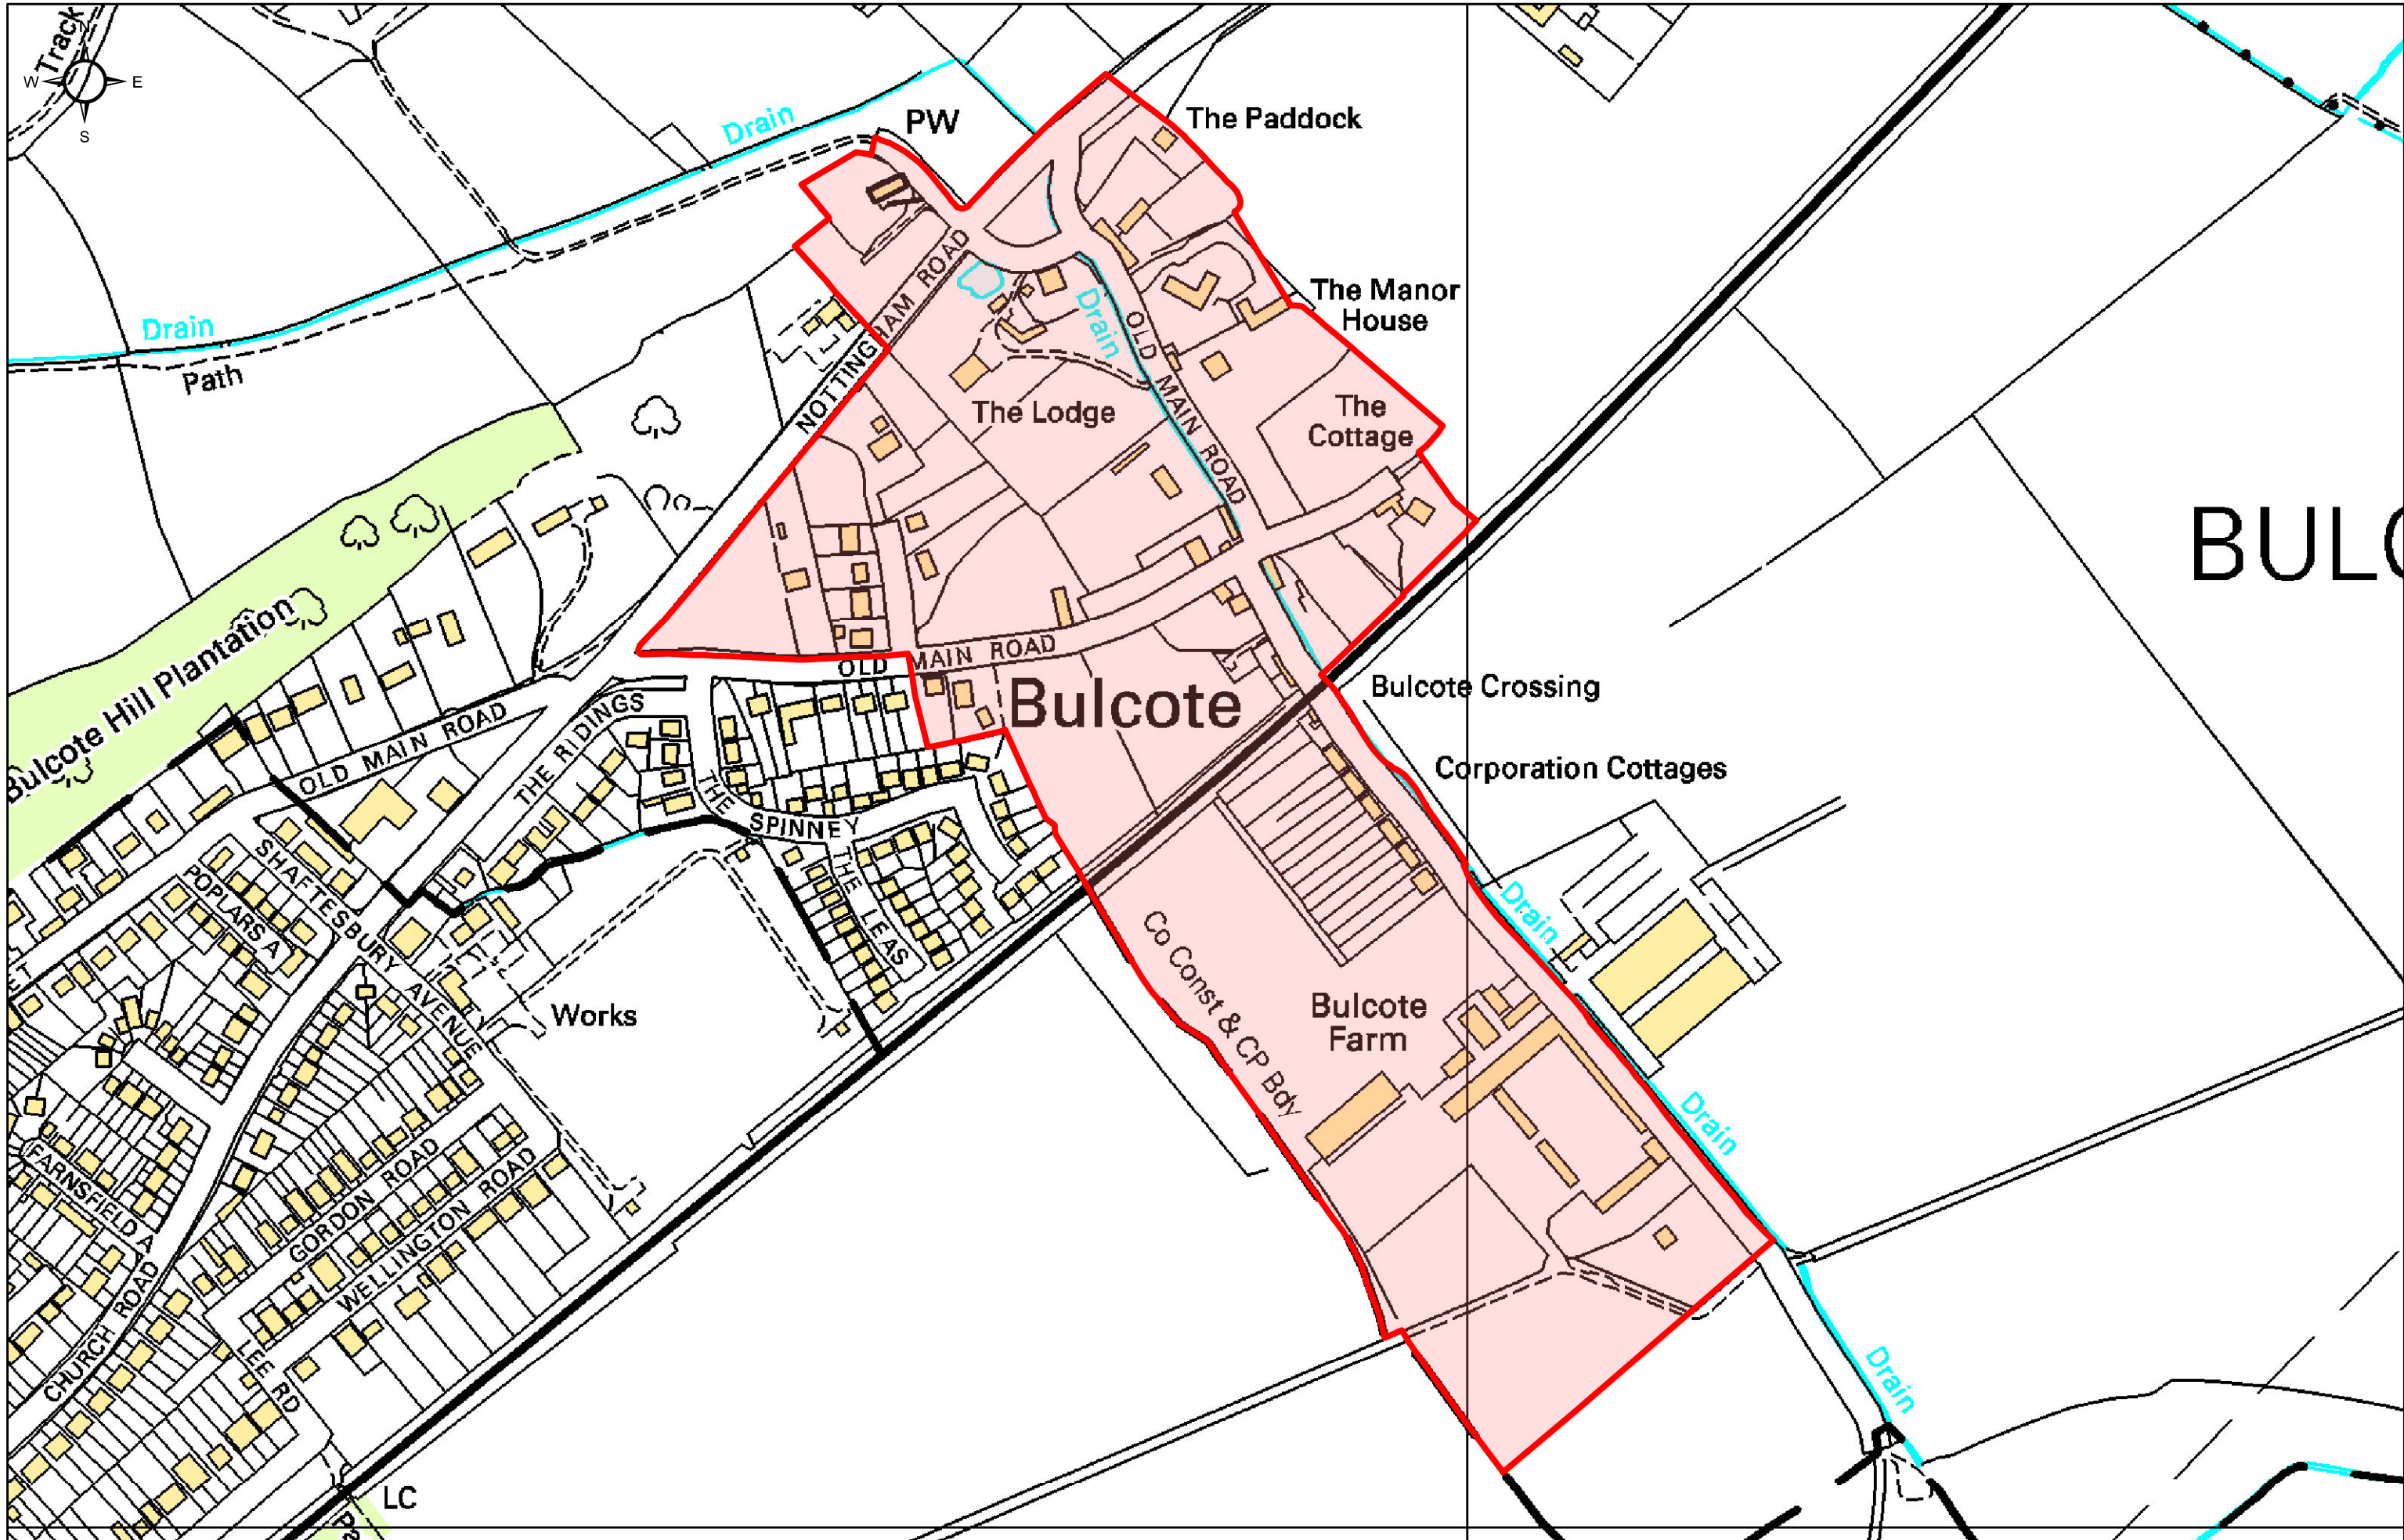 Track
W
E
S
PW
The Paddock
Drain
NOTTINGHAM ROAD
The Manor
House
Drain
Drain
Path
OLD MAIN ROAD
The Lodge
The
Cottage
BULC
Bulcote Hill Plantation
OLD MAIN ROAD
Bulcote
Bulcote Crossing
THE RIDINGS
OLD MAIN ROAD
Corporation Cottages
THE SPINNEY
SHAFTESBURY AVENUE
POPLARS A
THE LEAS
Drain
Co Const & CP Bdy
Works
Bulcote
Farm
Drain
FARNSFIELD A
GORDON ROAD
WELLINGTON ROAD
CHURCH ROAD
LEE RD
Drain
LC